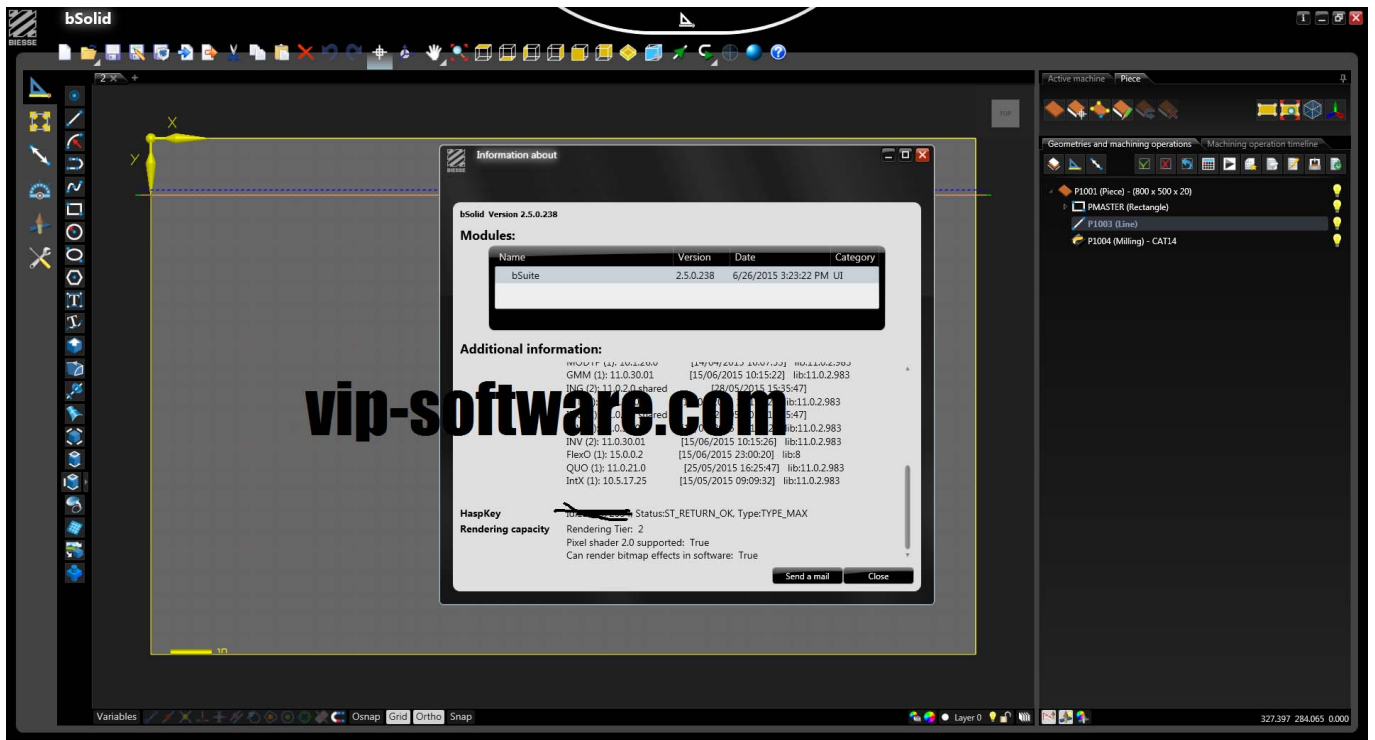 bSolid
BIESSE
2
TOP
X
Y
10
Active machine Piece
Geometries and machining operations Machining operation timeline
P1001 (Piece) - (800 x 500 x 20)
PMASTER (Rectangle)
P1003 (Line)
P1004 (Milling) - CAT14
Information about
BIESSE
bSolid Version 2.5.0.238
Modules:
Name Version Date Category
bSuite 2.5.0.238 6/26/2015 3:23:22 PM UI
Additional information:
GMM (1): 11.0.30.01 [15/06/2015 10:15:22] lib:11.0.2.983
ING (2): 11.0.2.0 shared [28/05/2015 15:35:47]
lib:11.0.2.983
vip-software.com
INV (2): 11.0.30.01 [15/06/2015 10:15:26] lib:11.0.2.983
FlexO (1): 15.0.0.2 [15/06/2015 23:00:20] lib:8
QUO (1): 11.0.21.0 [25/05/2015 16:25:47] lib:11.0.2.983
IntX (1): 10.5.17.25 [15/05/2015 09:09:32] lib:11.0.2.983
HaspKey Status:ST_RETURN_OK, Type:TYPE_MAX
Rendering capacity Rendering Tier: 2
Pixel shader 2.0 supported: True
Can render bitmap effects in software: True
Send a mail Close
Variables Osnap Grid Ortho Snap Layer 0 327.397 284.065 0.000